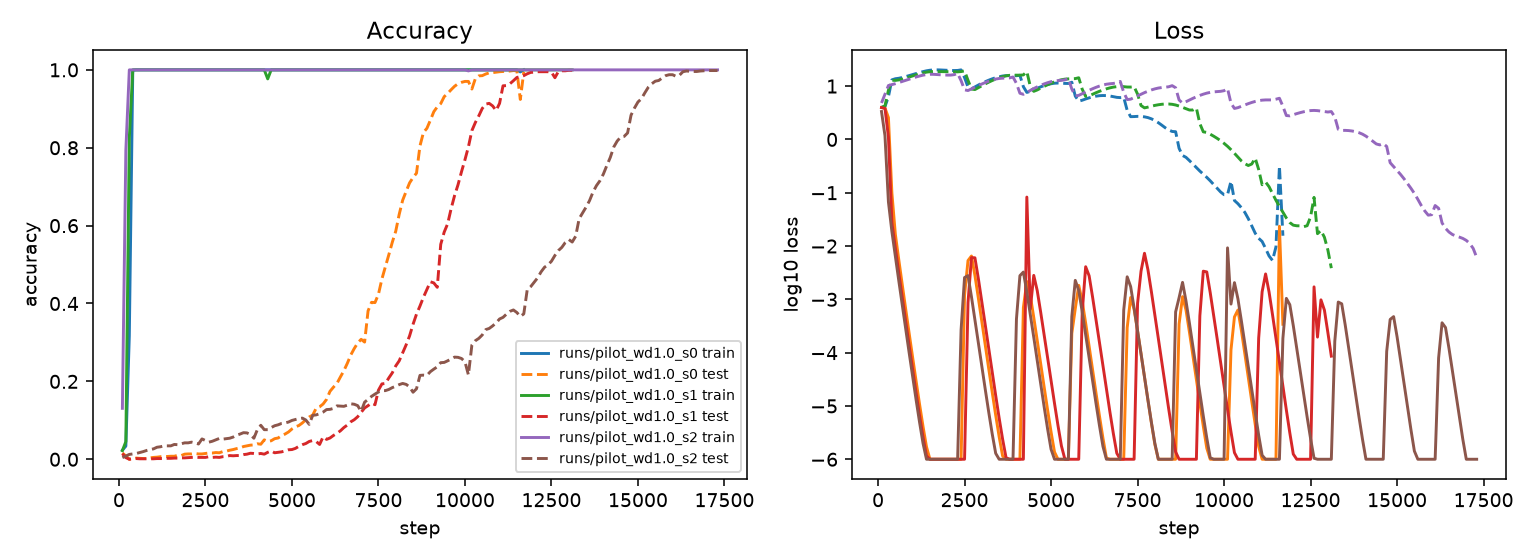 Accuracy
accuracy
1.0
0.8
0.6
0.4
0.2
0.0
0 2500 5000 7500 10000 12500 15000 17500
step
runs/pilot_wd1.0_s0 train
runs/pilot_wd1.0_s0 test
runs/pilot_wd1.0_s1 train
runs/pilot_wd1.0_s1 test
runs/pilot_wd1.0_s2 train
runs/pilot_wd1.0_s2 test
Loss
log10 loss
1
0
−1
−2
−3
−4
−5
−6
0 2500 5000 7500 10000 12500 15000 17500
step